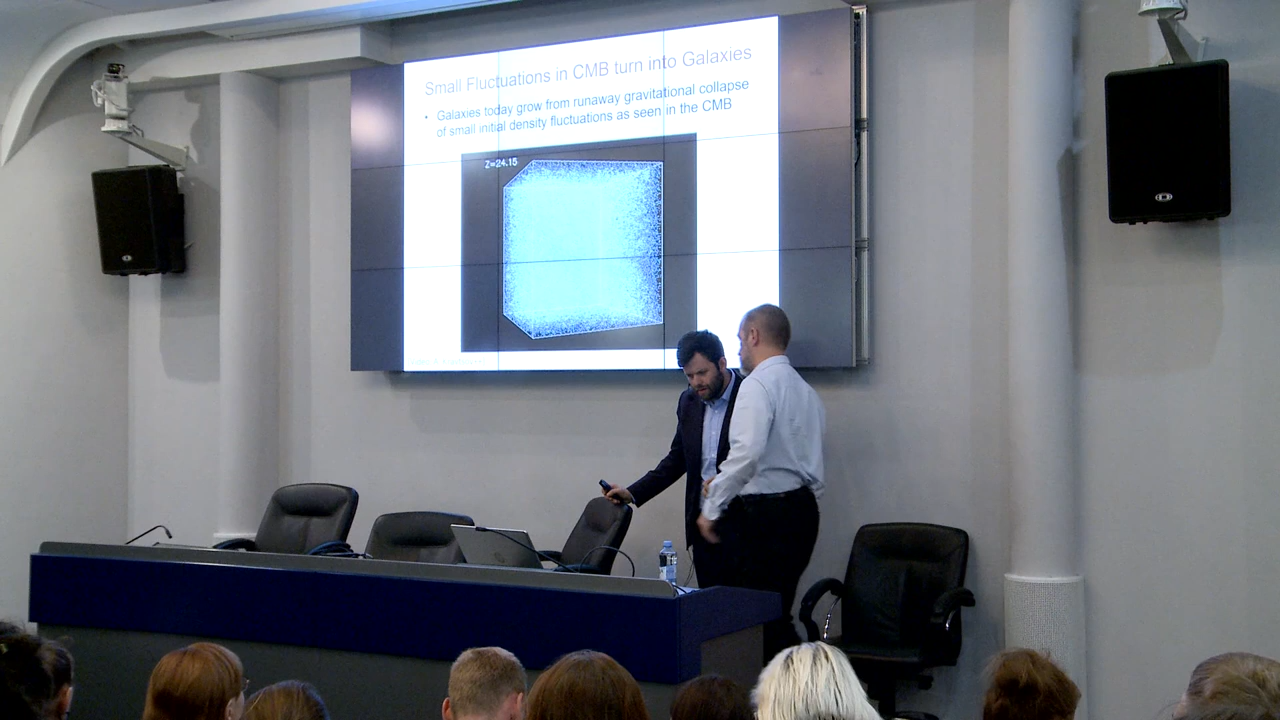 Small Fluctuations in CMB turn into Galaxies
• Galaxies today grow from runaway gravitational collapse
of small initial density fluctuations as seen in the CMB
Z=24.15